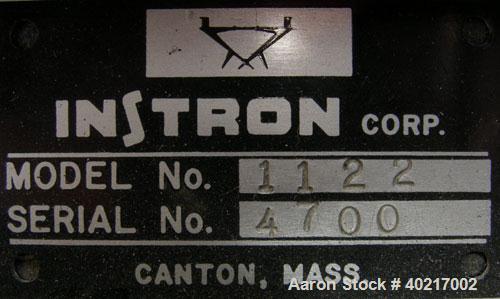 INSTRON CORP.
MODEL No. 1122
SERIAL No. 4700
CANTON, MASS.
Aaron Stock # 40217002